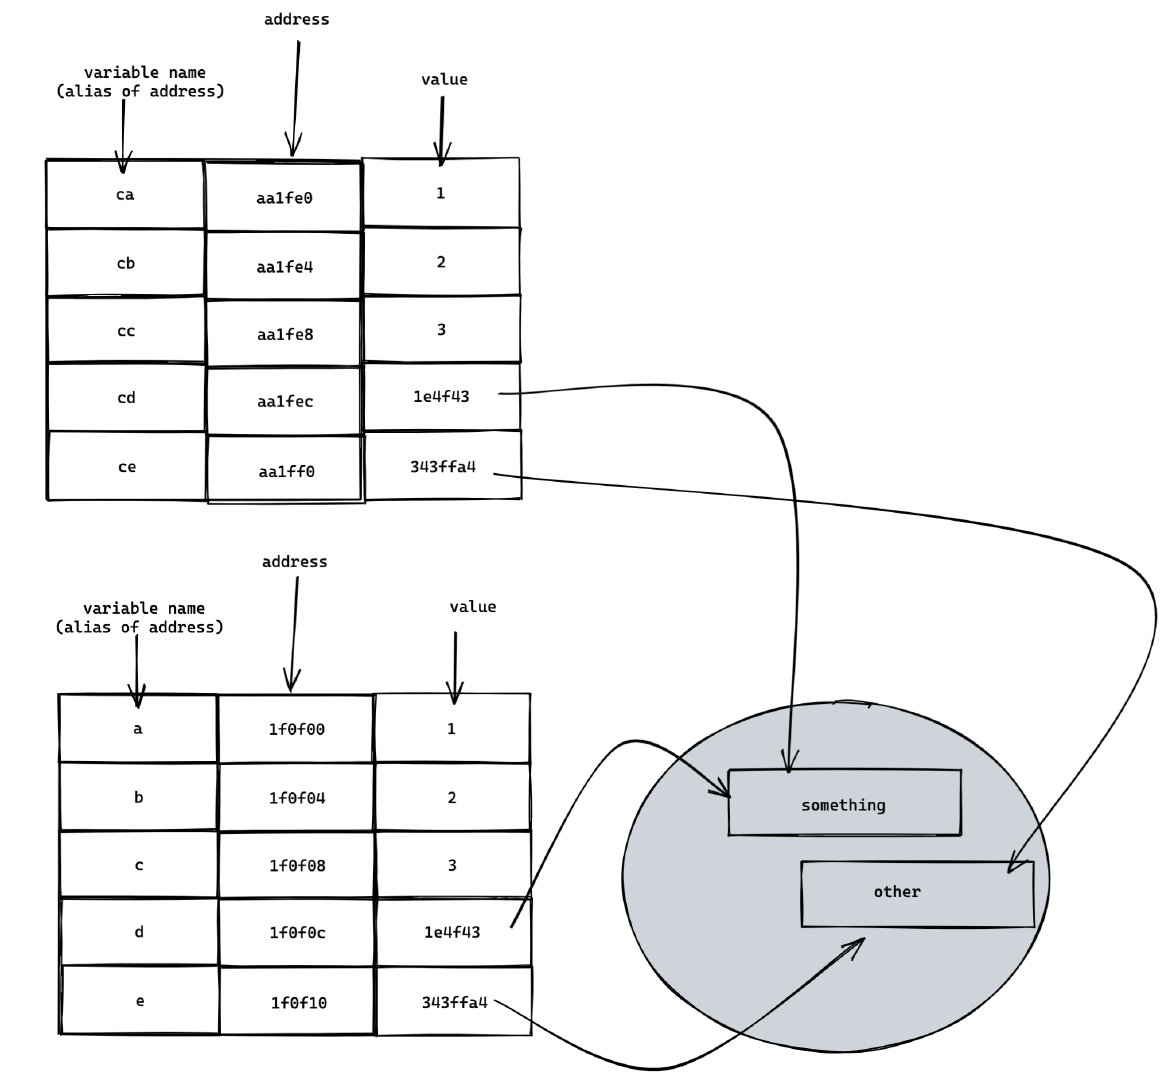 address
variable name
(alias of address)
value
ca aa1fe0 1
cb aa1fe4 2
cc aa1fe8 3
cd aa1fec 1e4f43
ce aa1ff0 343ffa4
address
variable name
(alias of address)
value
a 1f0f00 1
b 1f0f04 2
c 1f0f08 3
d 1f0f0c 1e4f43
e 1f0f10 343ffa4
something
other